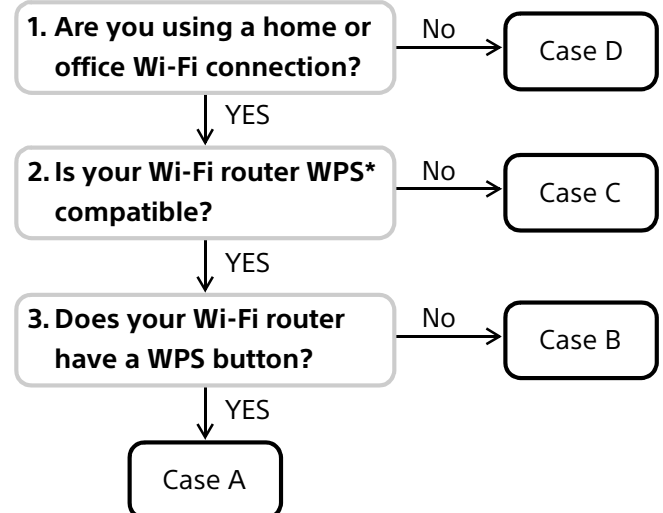 1. Are you using a home or
office Wi-Fi connection?
No
Case D
YES
2. Is your Wi-Fi router WPS*
compatible?
No
Case C
YES
3. Does your Wi-Fi router
have a WPS button?
No
Case B
YES
Case A